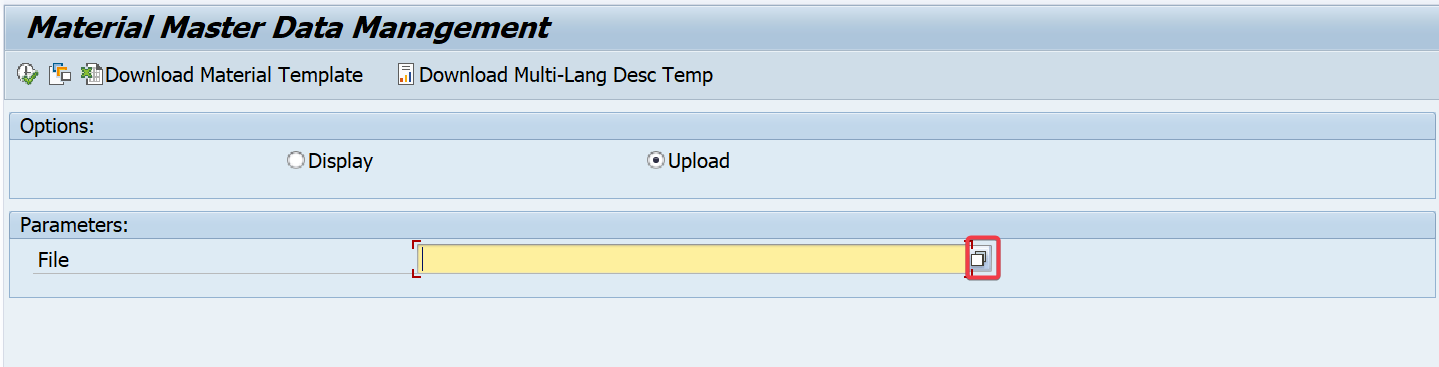 Material Master Data Management
Download Material Template Download Multi-Lang Desc Temp
Options:
Display Upload
Parameters:
File